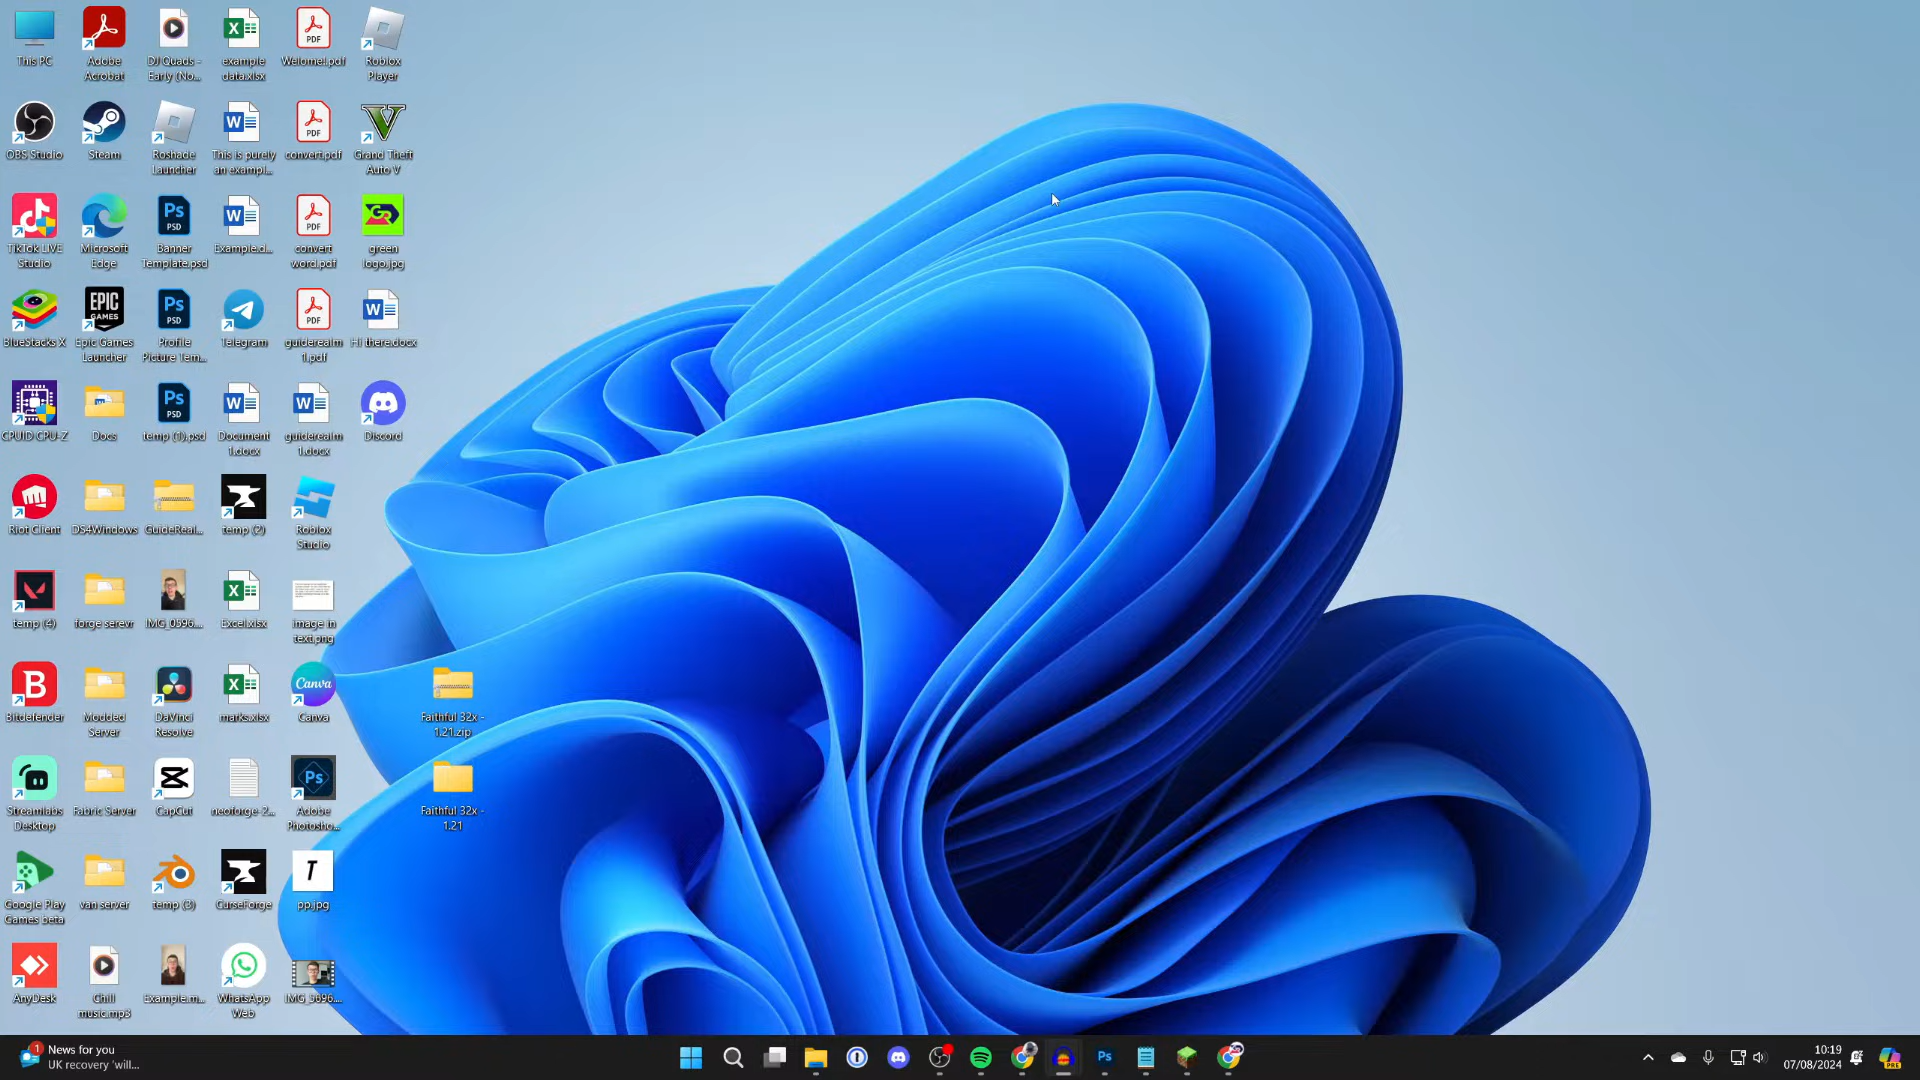 This PC
Adobe
Acrobat
DJ Quads -
Early (No...
example
data.xlsx
Welome!.pdf
Roblox
Player
OBS Studio
Steam
Roshade
Launcher
This is purely
an exampl...
convert.pdf
Grand Theft
Auto V
TikTok LIVE
Studio
Microsoft
Edge
Banner
Template.psd
Example.d...
convert
word.pdf
green
logo.jpg
BlueStacks X
Epic Games
Launcher
Profile
Picture Tem...
Telegram
guiderealm
1.pdf
Hi there.docx
CPUID CPU-Z
Docs
temp (1).psd
Document
1.docx
guiderealm
1.docx
Discord
Riot Client
DS4Windows
GuideReal...
temp (2)
Roblox
Studio
temp (4)
forge serevr
IMG_0596....
Excel.xlsx
image in
text.png
Bitdefender
Modded
Server
DaVinci
Resolve
marks.xlsx
Canva
Faithful 32x -
1.21.zip
Streamlabs
Desktop
Fabric Server
CapCut
neoforge-2...
Adobe
Photosho...
Faithful 32x -
1.21
Google Play
Games beta
van server
temp (3)
CurseForge
pp.jpg
AnyDesk
Chill
music.mp3
Example.m...
WhatsApp
Web
IMG_0696....
News for you
UK recovery 'will...
10:19
07/08/2024